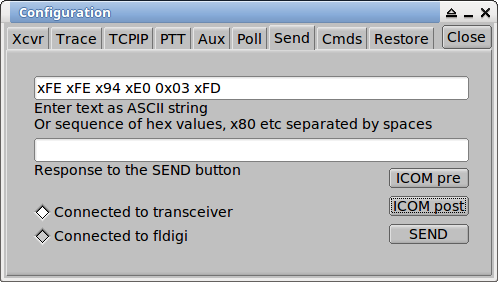 Configuration
Xcvr Trace TCPIP PTT Aux Poll Send Cmds Restore Close
xFE xFE x94 xE0 0x03 xFD
Enter text as ASCII string
Or sequence of hex values, x80 etc separated by spaces
Response to the SEND button
ICOM pre
Connected to transceiver
ICOM post
Connected to fldigi
SEND